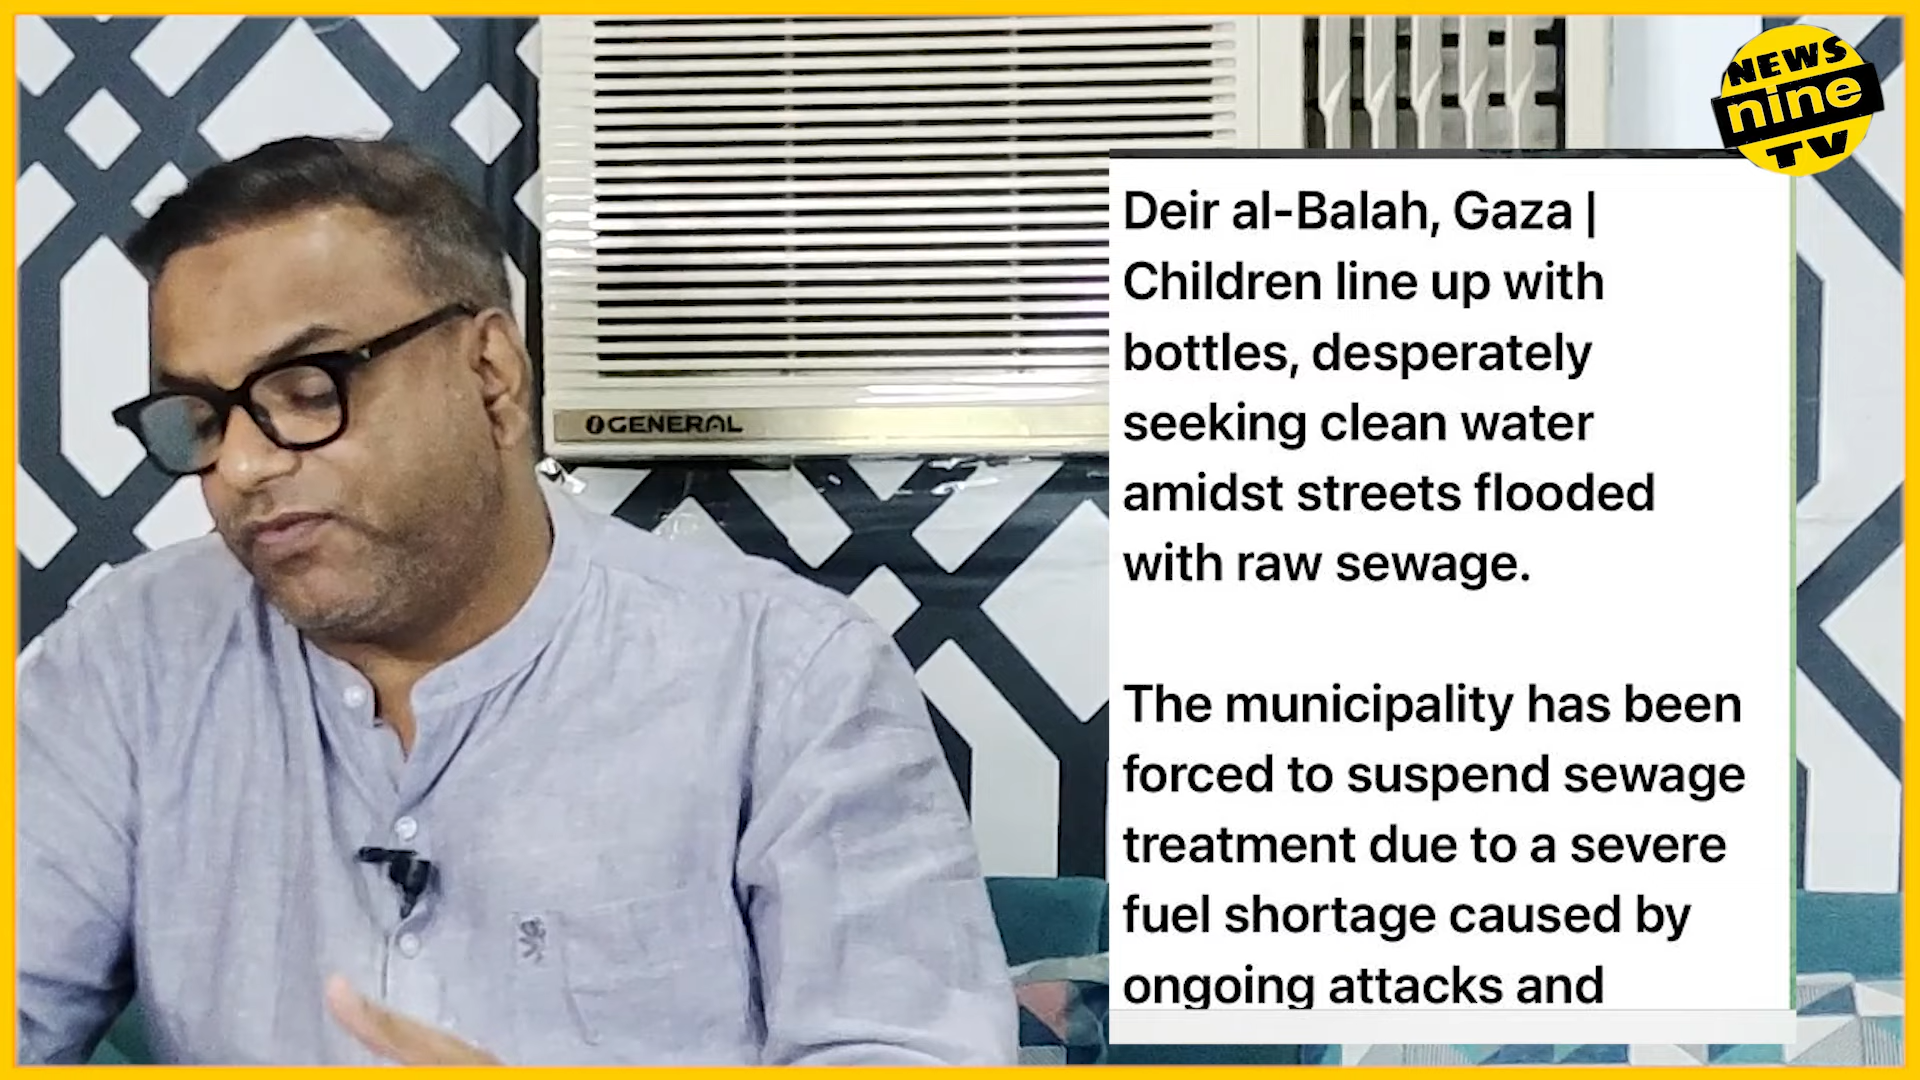 NEWS
nine
TV
Deir al-Balah, Gaza |
Children line up with
bottles, desperately
seeking clean water
amidst streets flooded
with raw sewage.
The municipality has been
forced to suspend sewage
treatment due to a severe
fuel shortage caused by
ongoing attacks and
GENERAL